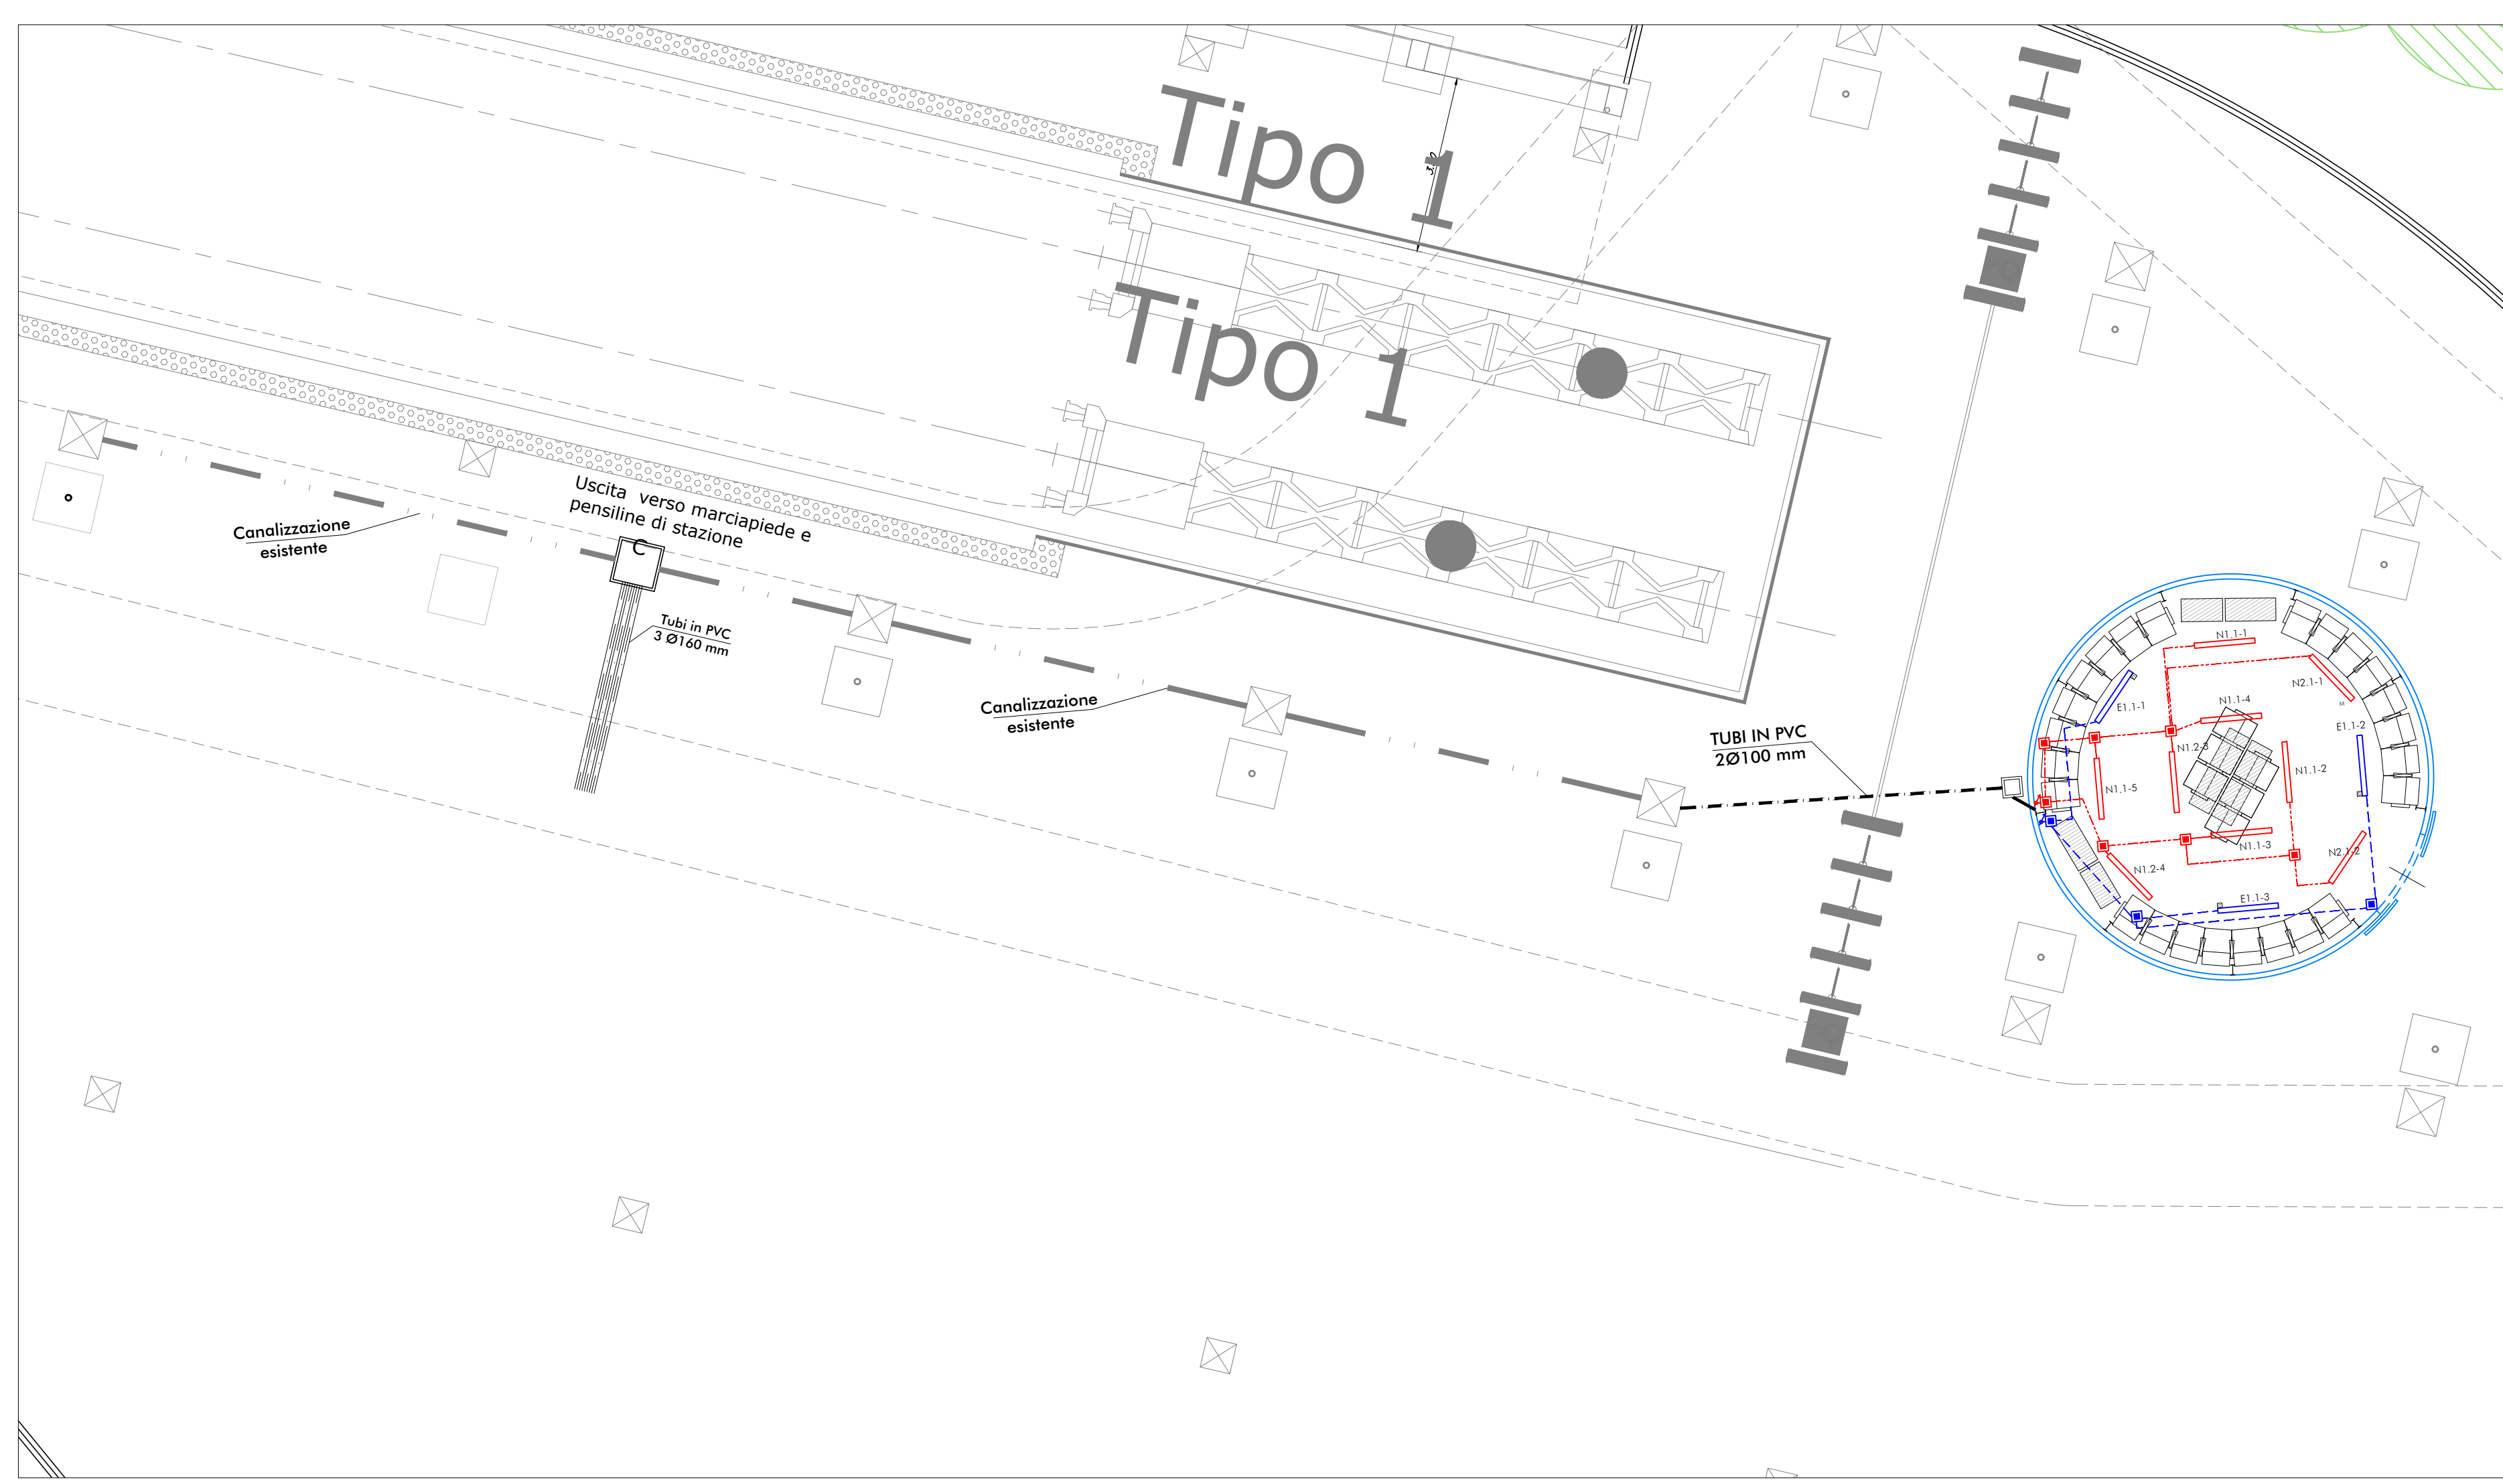 Tipo 1
Tipo 1
Uscita verso marciapiede e
pensiline di stazione
Canalizzazione
esistente
C
Tubi in PVC
3 Ø160 mm
Canalizzazione
esistente
TUBI IN PVC
2Ø100 mm
N1.1-1
N2.1-1
M
E1.1-1
N1.1-4
E1.1-2
N1.2-3
N1.1-2
N1.1-5
N1.1-3
N2.1-2
N1.2-4
E1.1-3